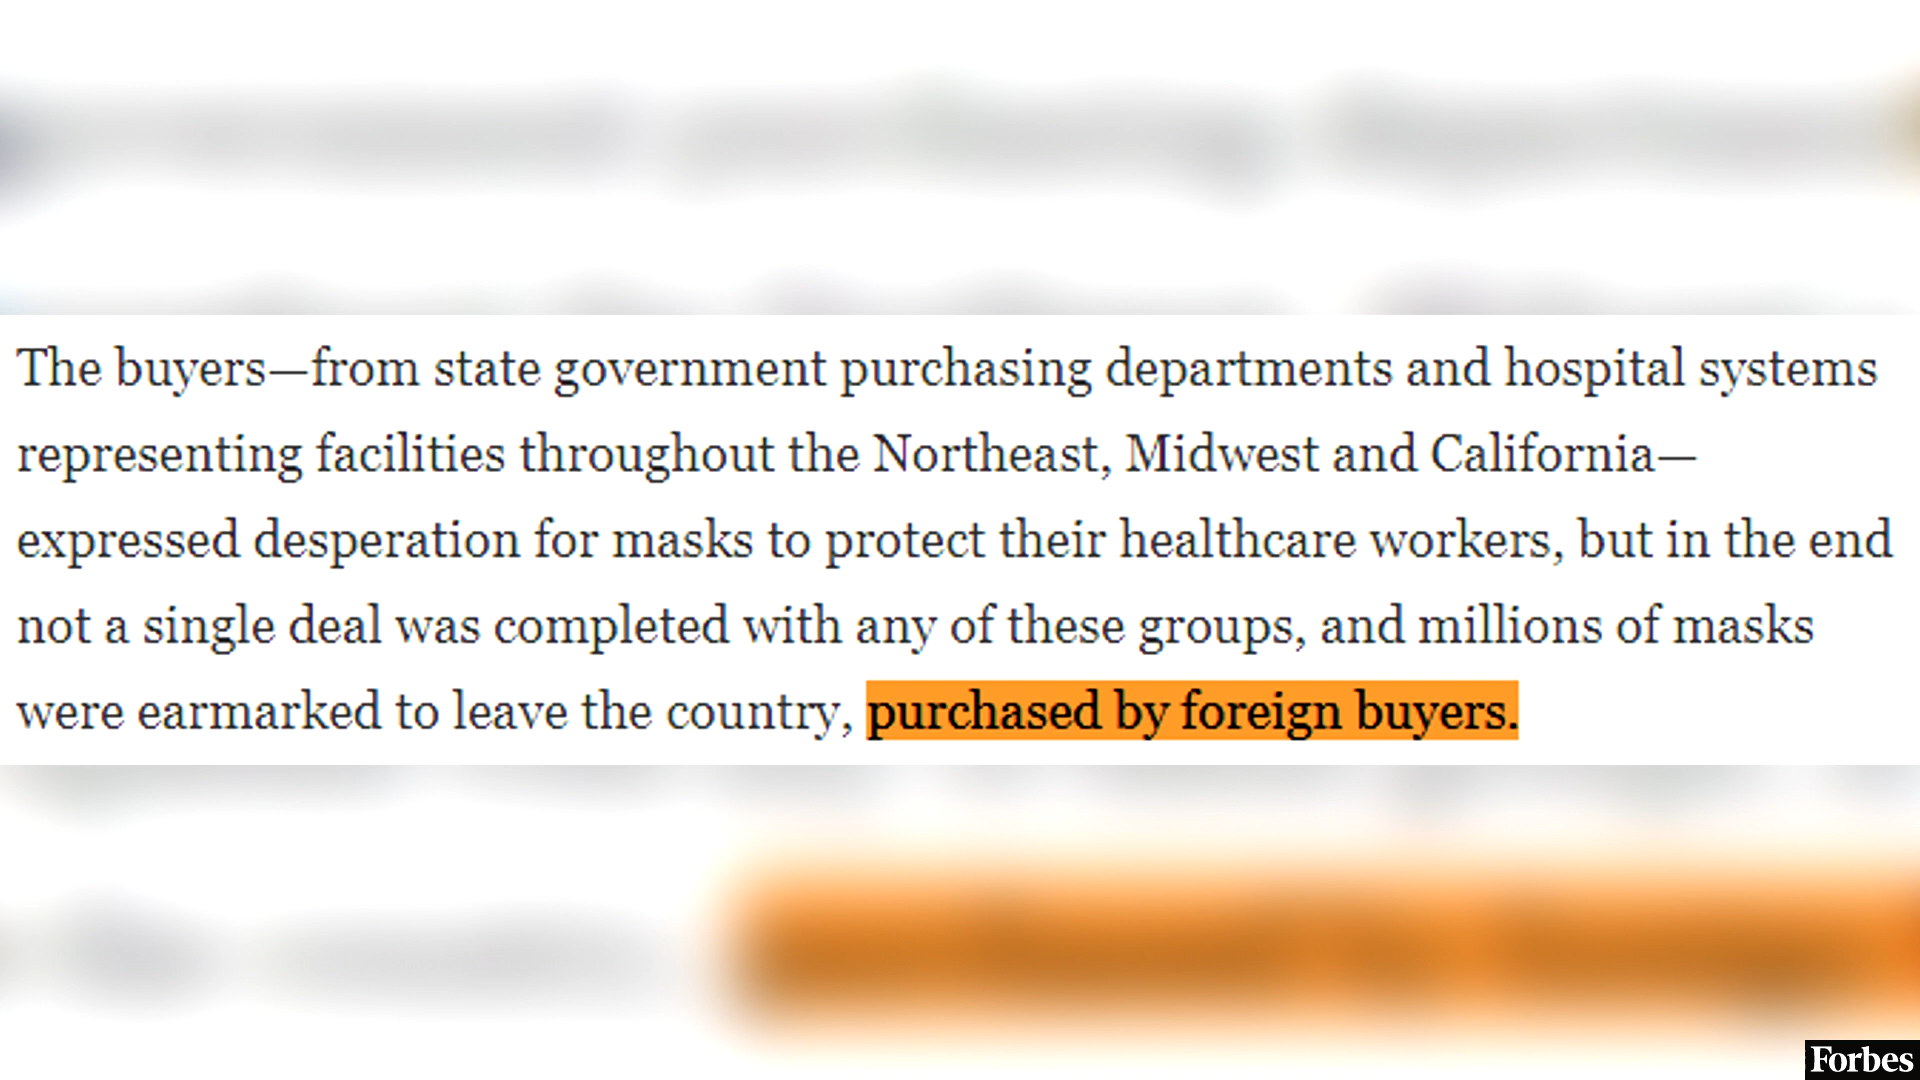 The buyers—from state government purchasing departments and hospital systems
representing facilities throughout the Northeast, Midwest and California—
expressed desperation for masks to protect their healthcare workers, but in the end
not a single deal was completed with any of these groups, and millions of masks
were earmarked to leave the country, purchased by foreign buyers.
Forbes